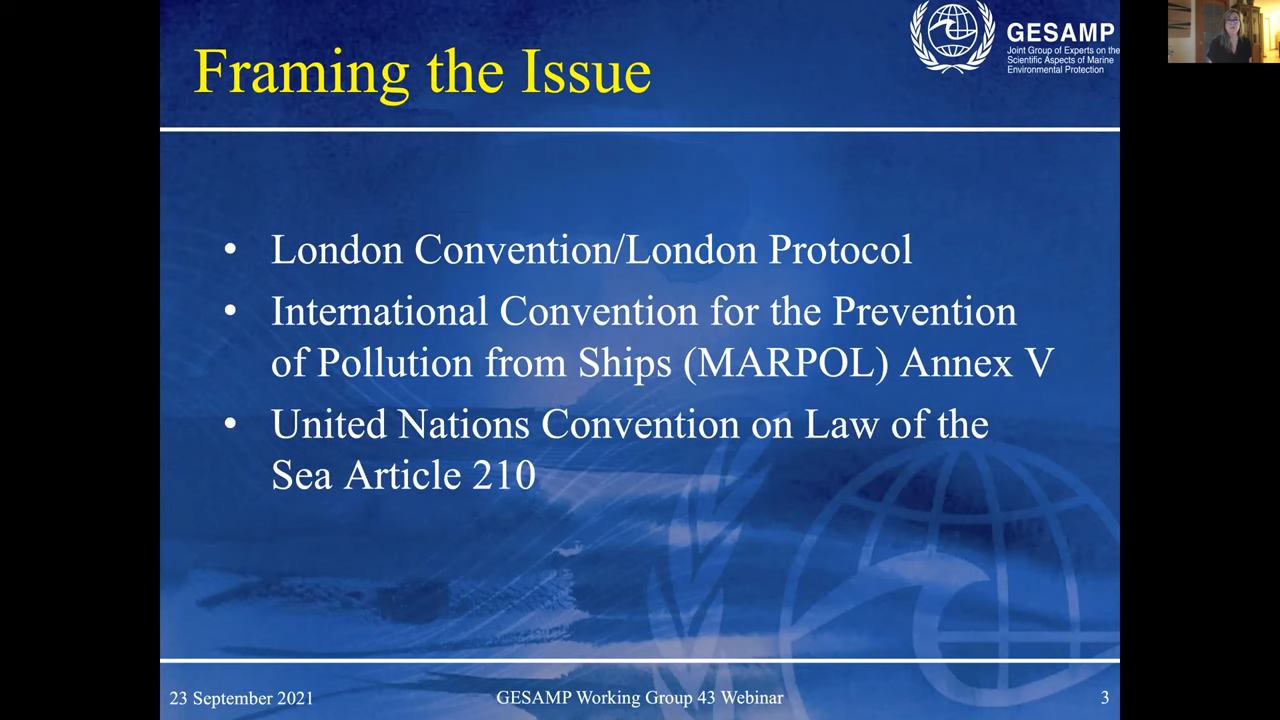 Framing the Issue
GESAMP
Joint Group of Experts on the
Scientific Aspects of Marine
Environmental Protection
• London Convention/London Protocol
• International Convention for the Prevention
of Pollution from Ships (MARPOL) Annex V
• United Nations Convention on Law of the
Sea Article 210
23 September 2021
GESAMP Working Group 43 Webinar
3